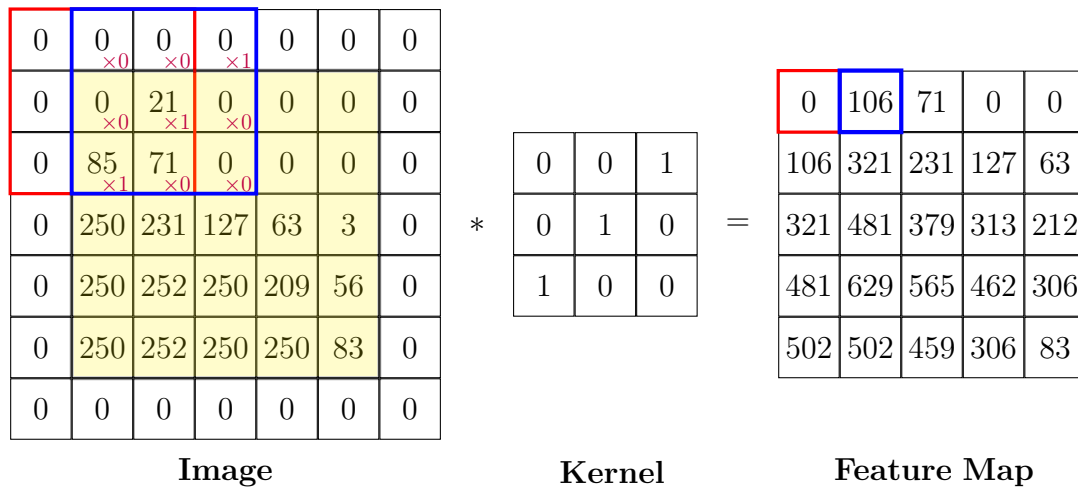 0 0 0 0 0 0 0
×0 ×0 ×1
0 0 21 0 0 0 0
×0 ×1 ×0
0 85 71 0 0 0 0
×1 ×0 ×0
0 250 231 127 63 3 0
0 250 252 250 209 56 0
0 250 252 250 250 83 0
0 0 0 0 0 0 0
Image
*
0 0 1
0 1 0
1 0 0
Kernel
=
0 106 71 0 0
106 321 231 127 63
321 481 379 313 212
481 629 565 462 306
502 502 459 306 83
Feature Map